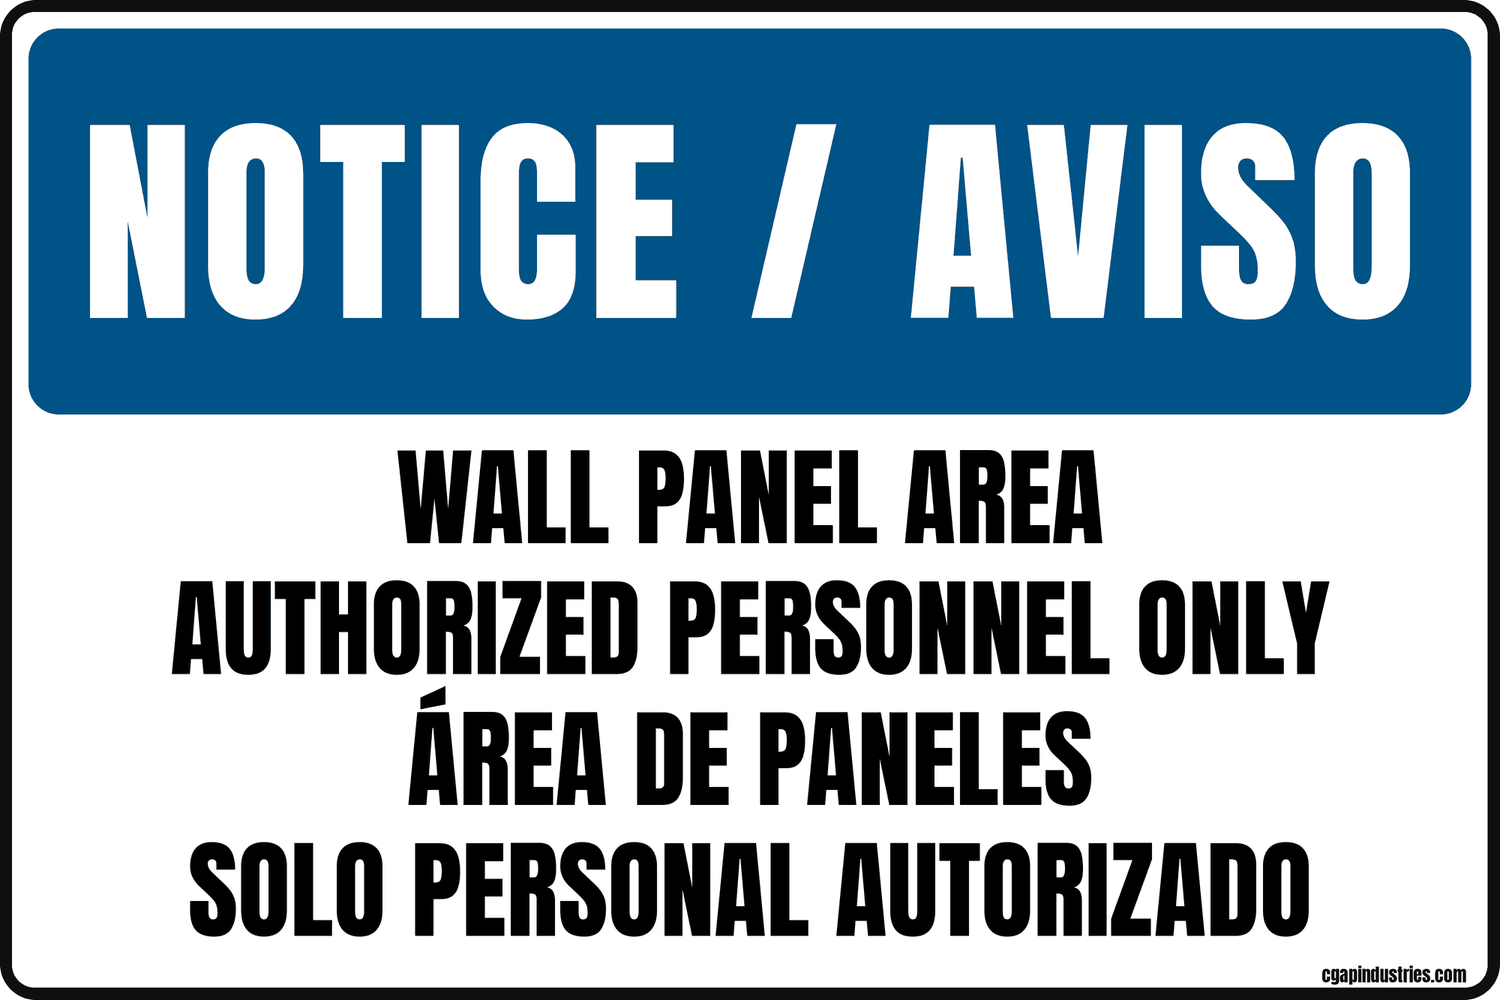 NOTICE / AVISO
WALL PANEL AREA
AUTHORIZED PERSONNEL ONLY
ÁREA DE PANELES
SOLO PERSONAL AUTORIZADO
cgapindustries.com